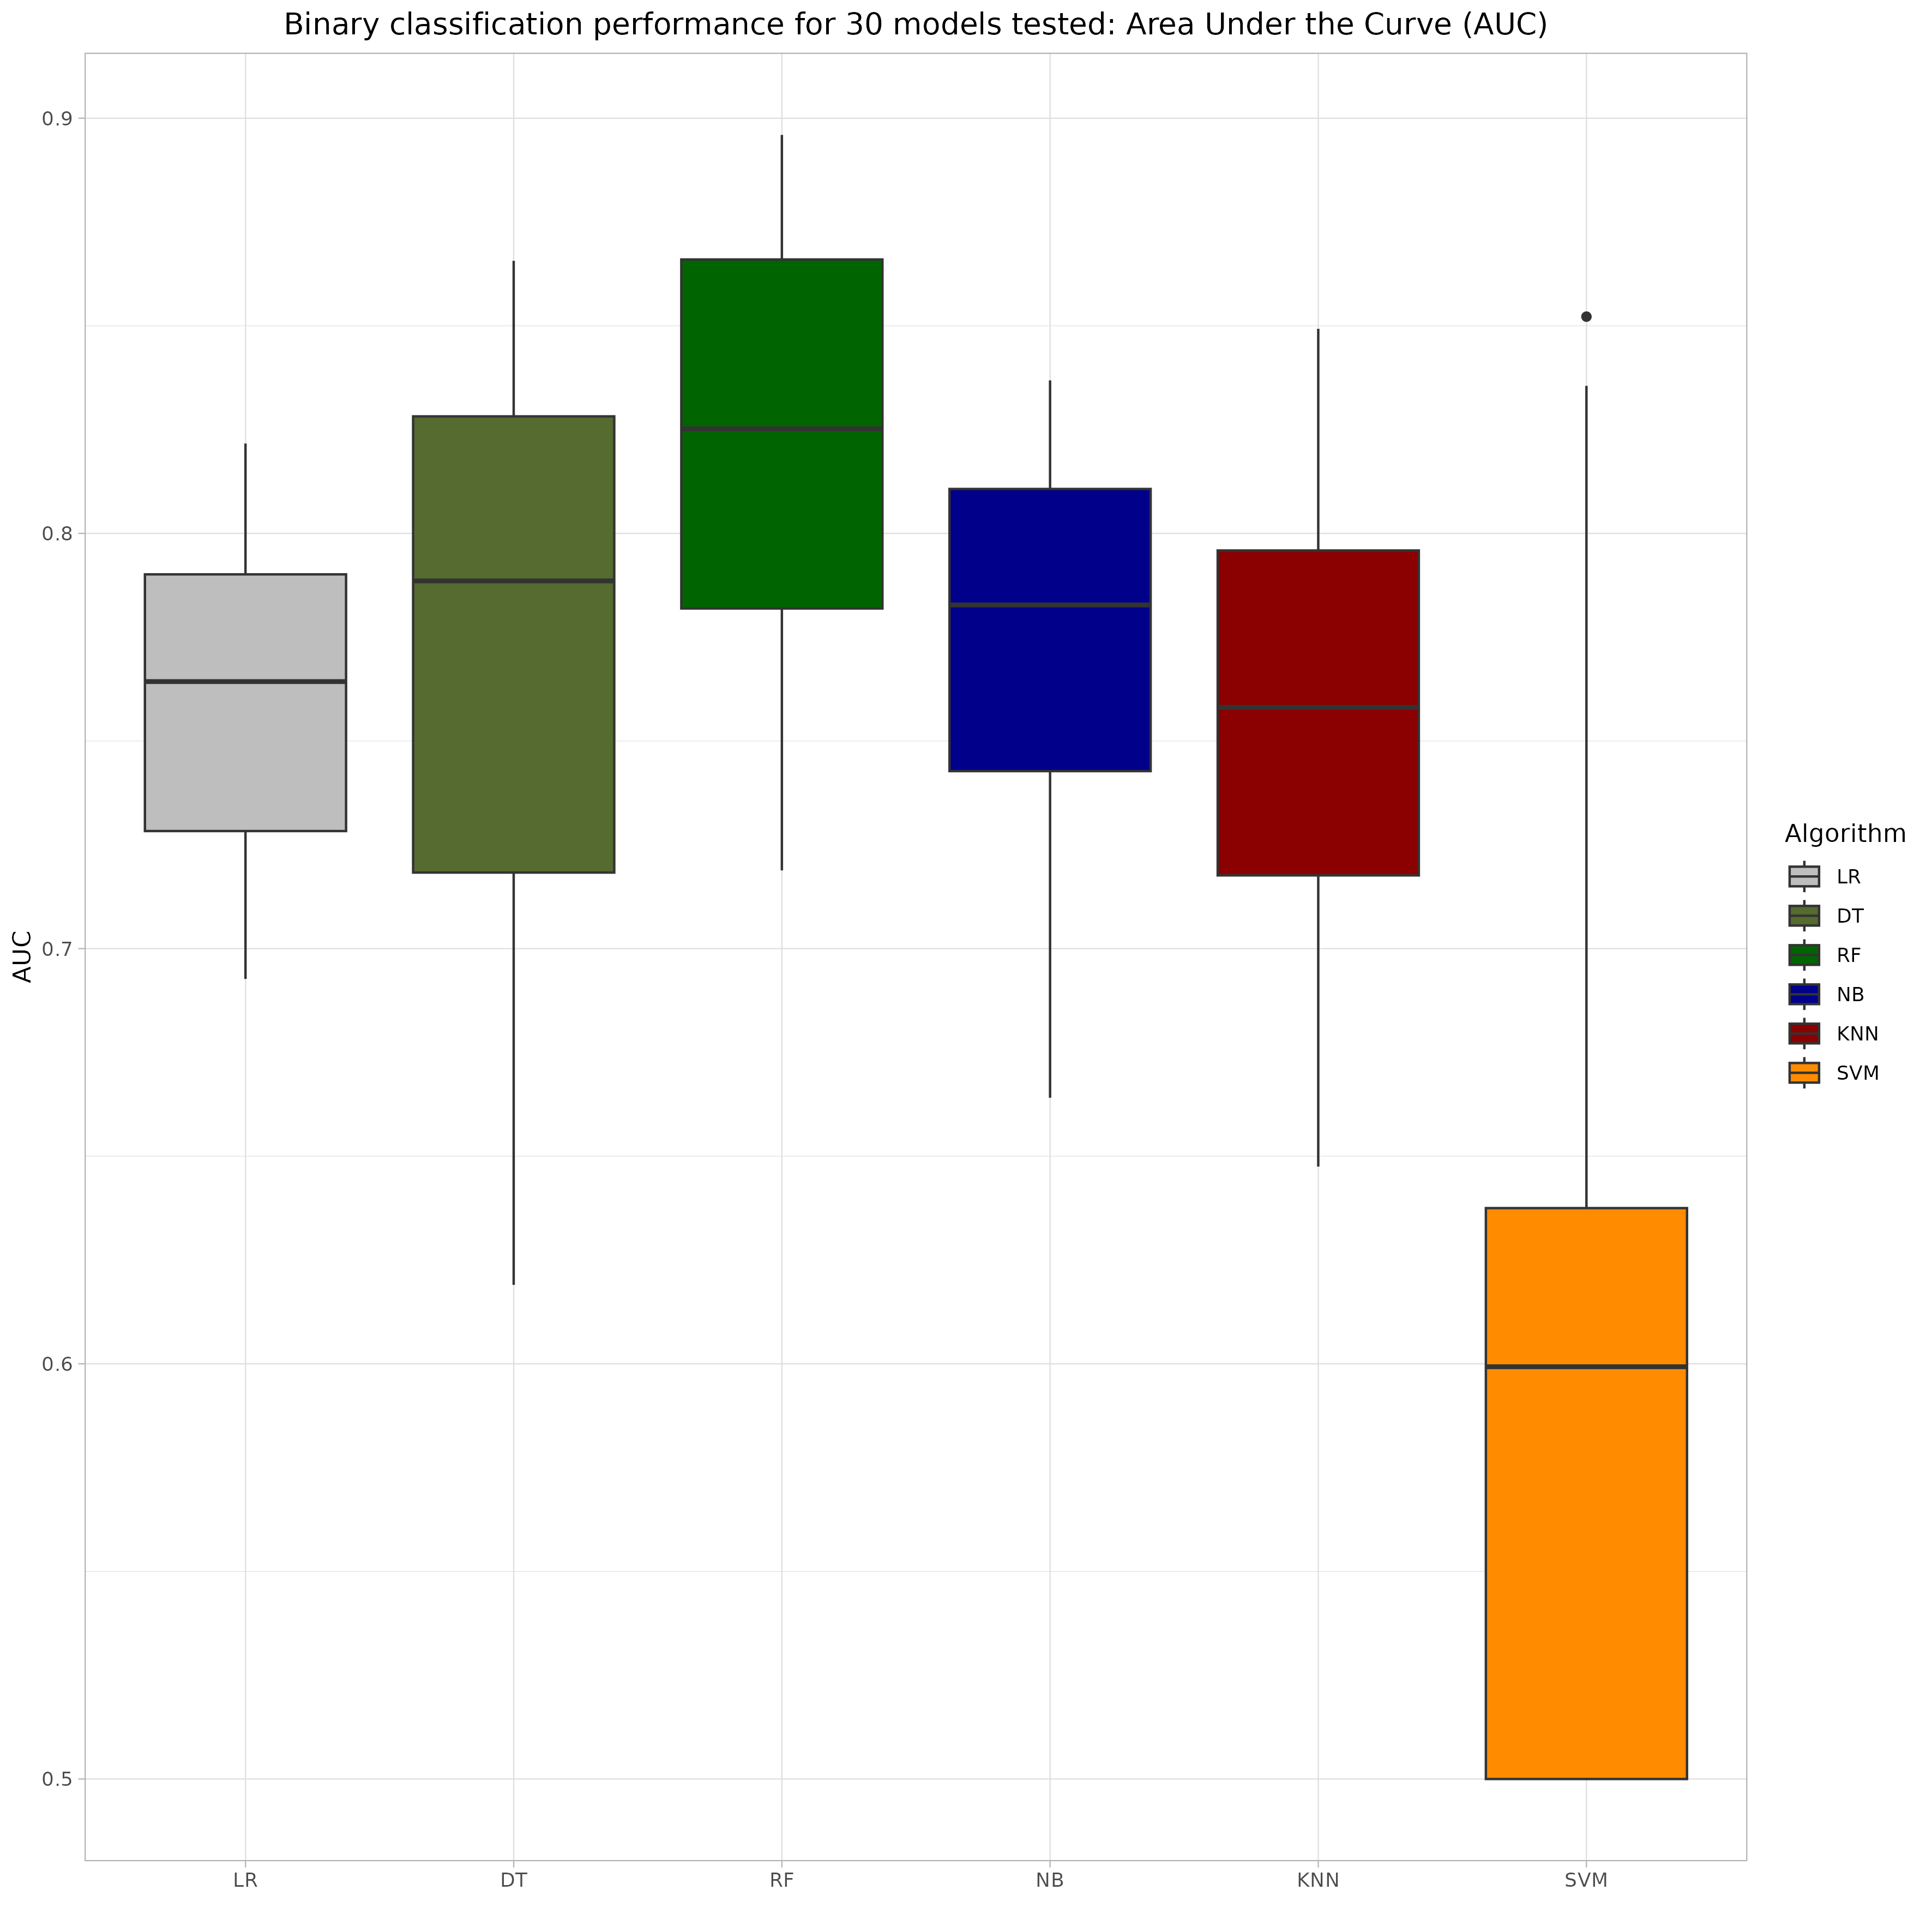 Binary classification performance for 30 models tested: Area Under the Curve (AUC)
AUC
0.9
0.8
0.7
0.6
0.5
LR
DT
RF
NB
KNN
SVM
Algorithm
LR
DT
RF
NB
KNN
SVM